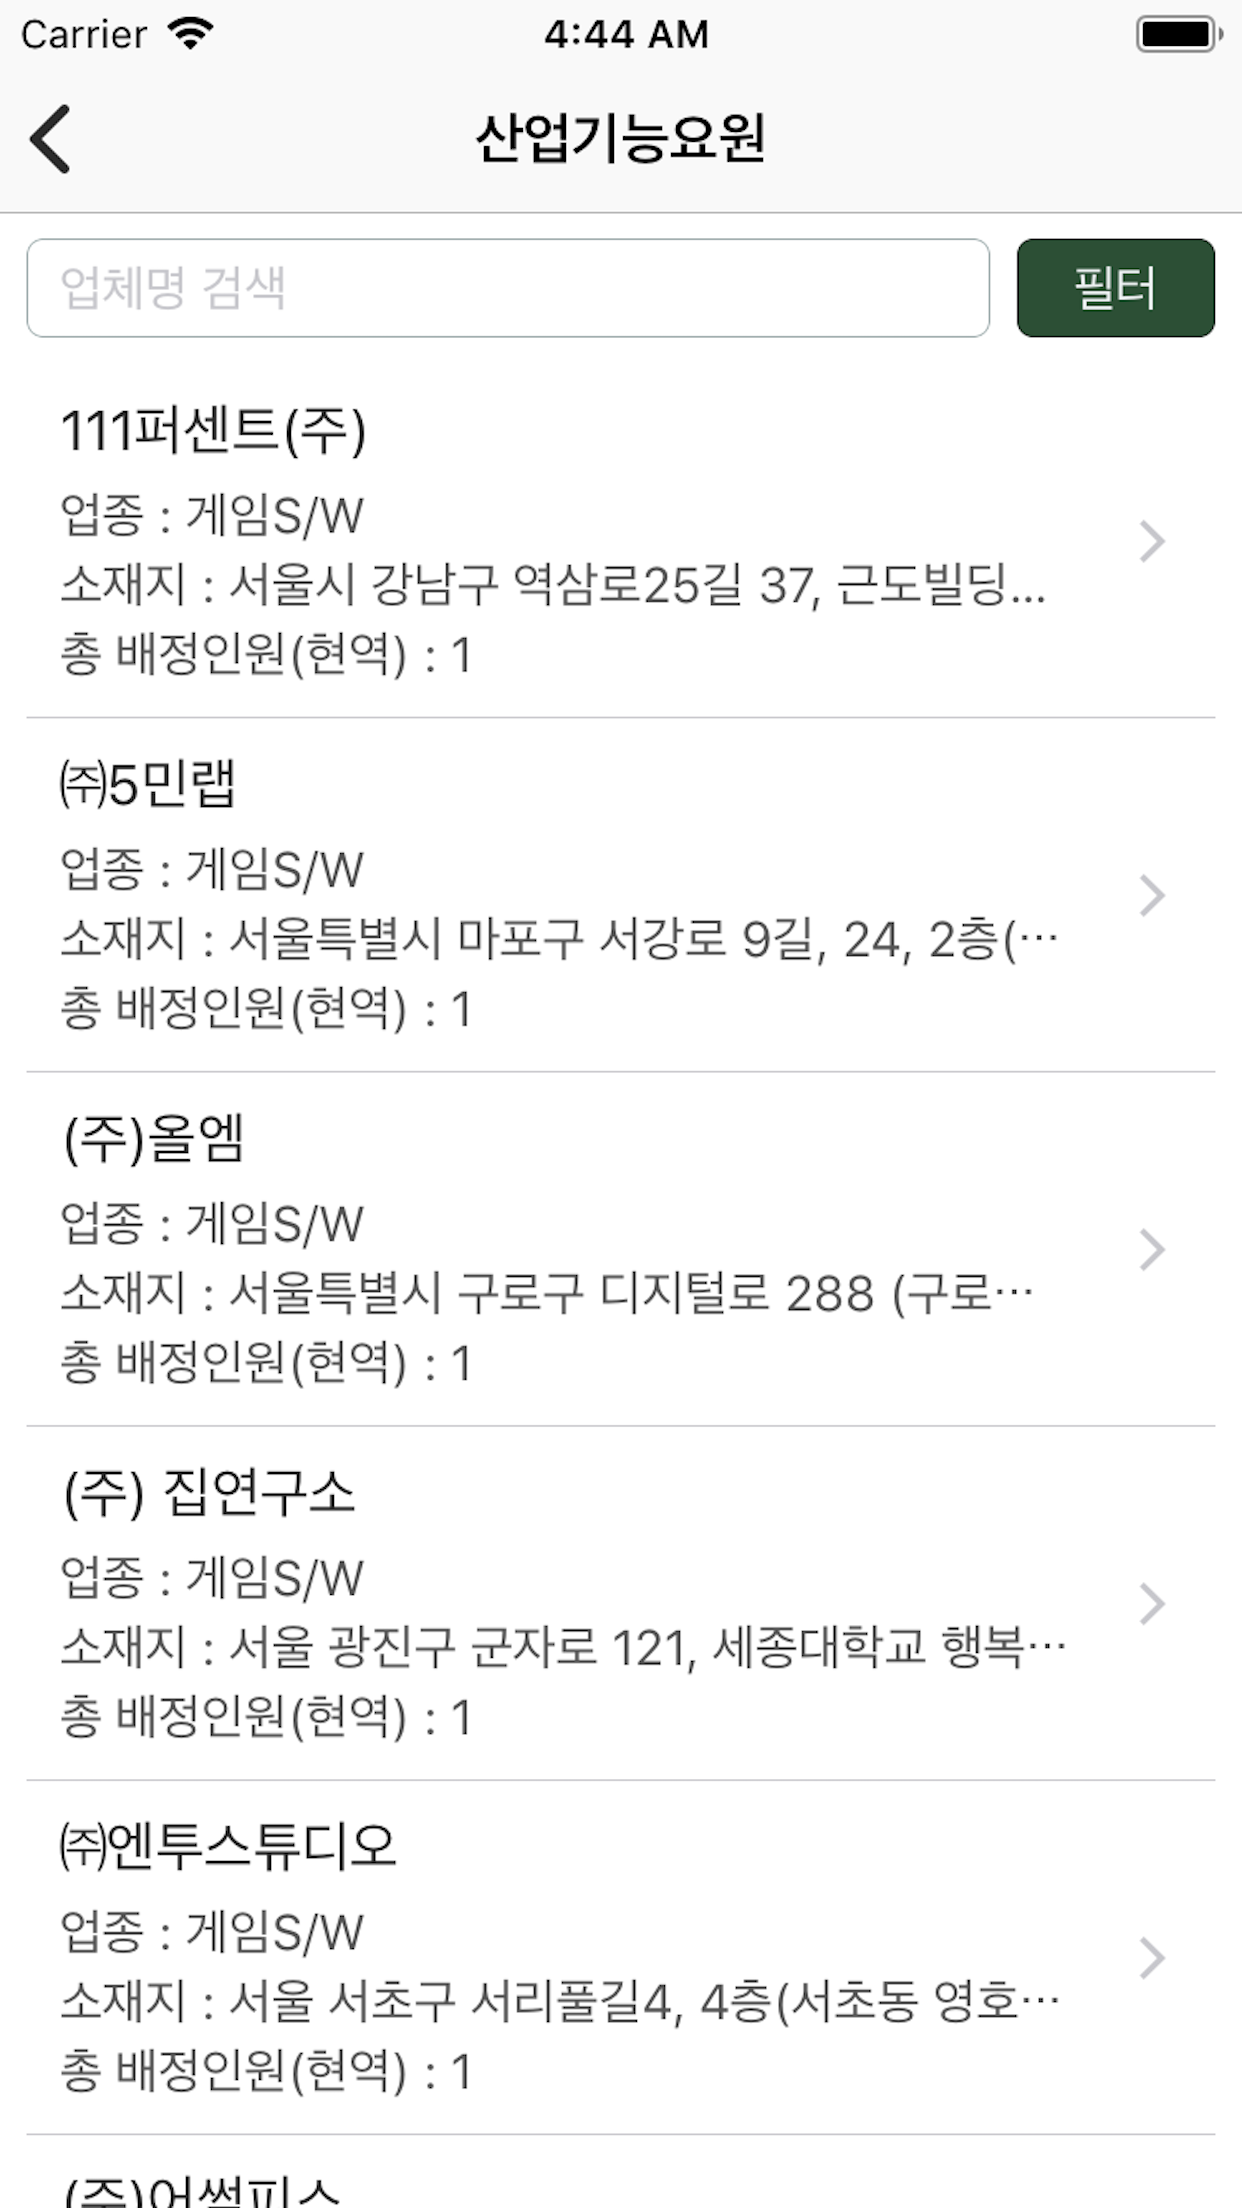 Carrier 4:44 AM
산업기능요원
업체명 검색
필터
111퍼센트(주)
업종 : 게임S/W
소재지 : 서울시 강남구 역삼로25길 37, 근도빌딩...
총 배정인원(현역) : 1
㈜5민랩
업종 : 게임S/W
소재지 : 서울특별시 마포구 서강로 9길, 24, 2층(…
총 배정인원(현역) : 1
(주)올엠
업종 : 게임S/W
소재지 : 서울특별시 구로구 디지털로 288 (구로…
총 배정인원(현역) : 1
(주) 집연구소
업종 : 게임S/W
소재지 : 서울 광진구 군자로 121, 세종대학교 행복…
총 배정인원(현역) : 1
㈜엔투스튜디오
업종 : 게임S/W
소재지 : 서울 서초구 서리풀길4, 4층(서초동 영호…
총 배정인원(현역) : 1
(주)어썸피스